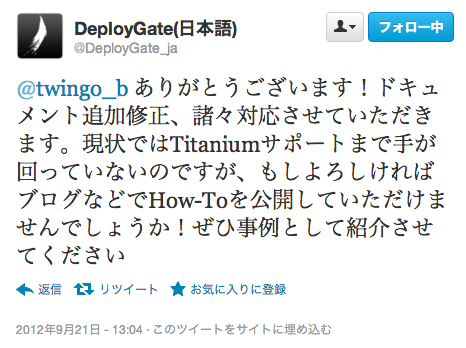 DeployGate(日本語)
@DeployGate_ja
フォロー中
@twingo_b ありがとうございます！ドキュ
メント追加修正、諸々対応させていただき
ます。現状ではTitaniumサポートまで手が
回っていないのですが、もしよろしければ
ブログなどでHow-Toを公開していただけま
せんでしょうか！ぜひ事例として紹介させ
てください
返信 リツイート お気に入りに登録
2012年9月21日 - 13:04 · このツイートをサイトに埋め込む